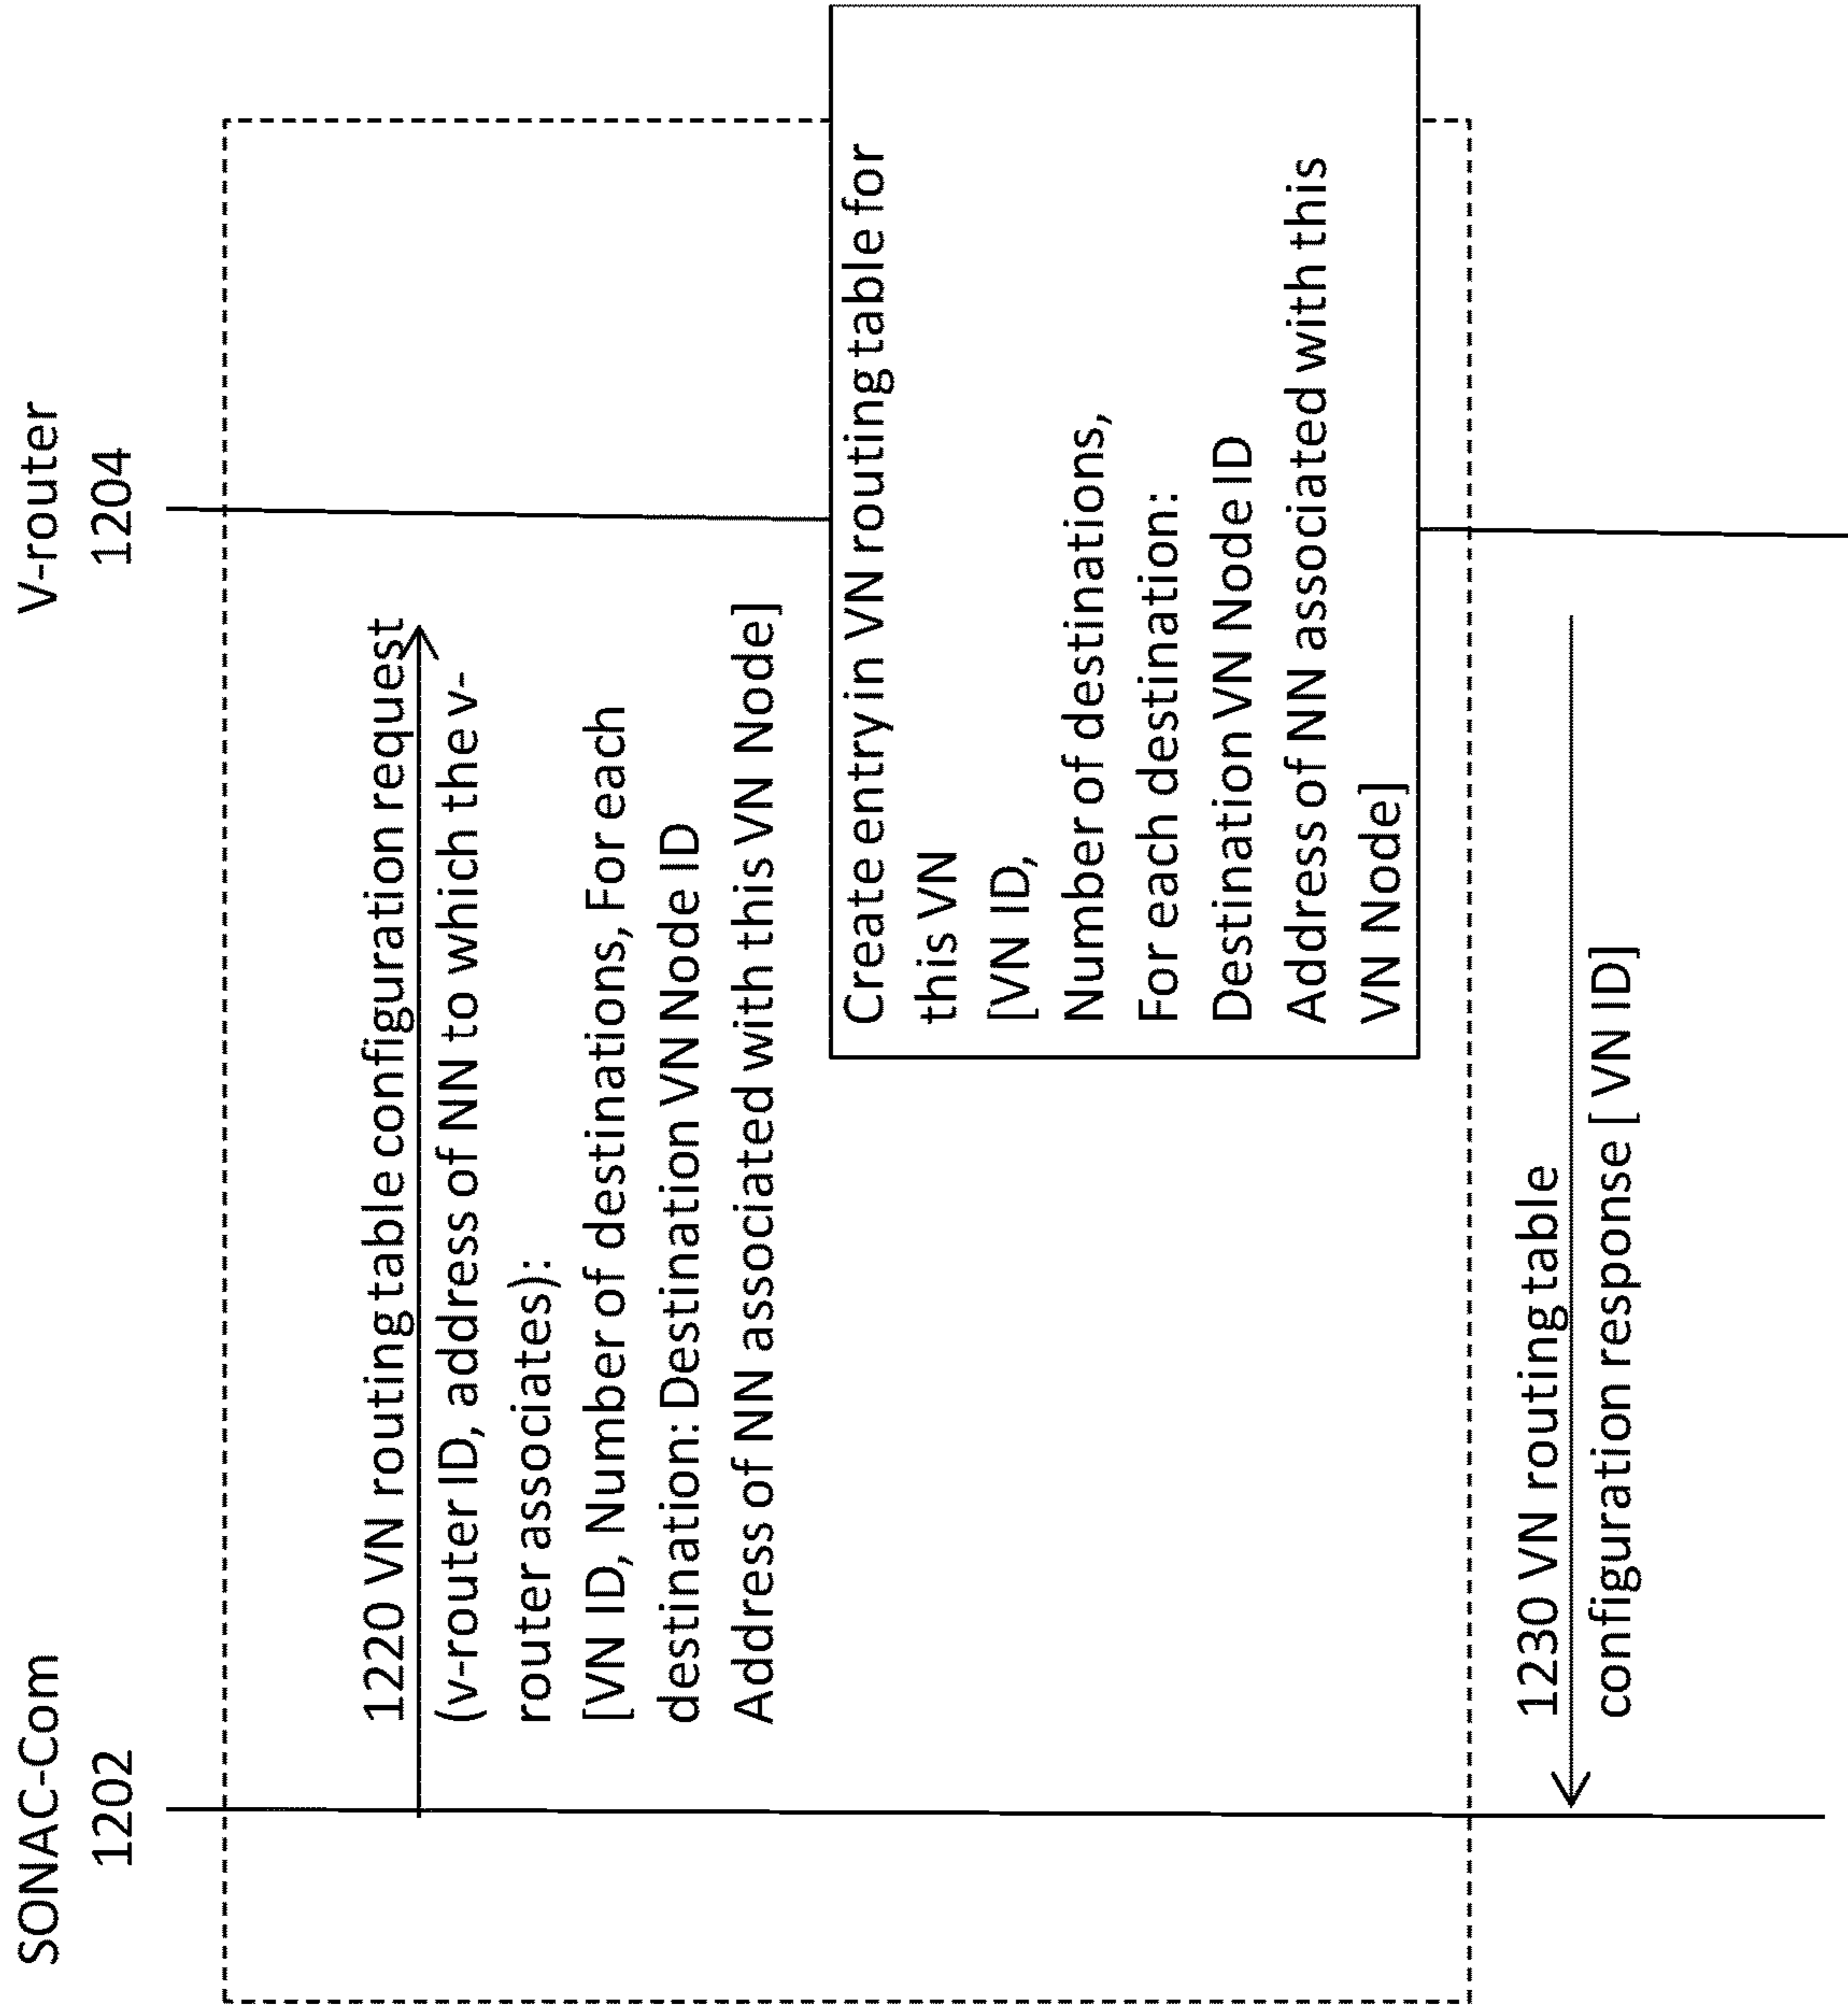 SONAC-Com
1202
V-router
1204
1220 VN routing table configuration request
(v-router ID, address of NN to which the v-
router associates):
[VN ID, Number of destinations, For each
destination: Destination VN Node ID
Address of NN associated with this VN Node]
Create entry in VN routing table for
this VN
[VN ID,
Number of destinations,
For each destination:
Destination VN Node ID
Address of NN associated with this
VN Node]
1230 VN routing table
configuration response [ VN ID]